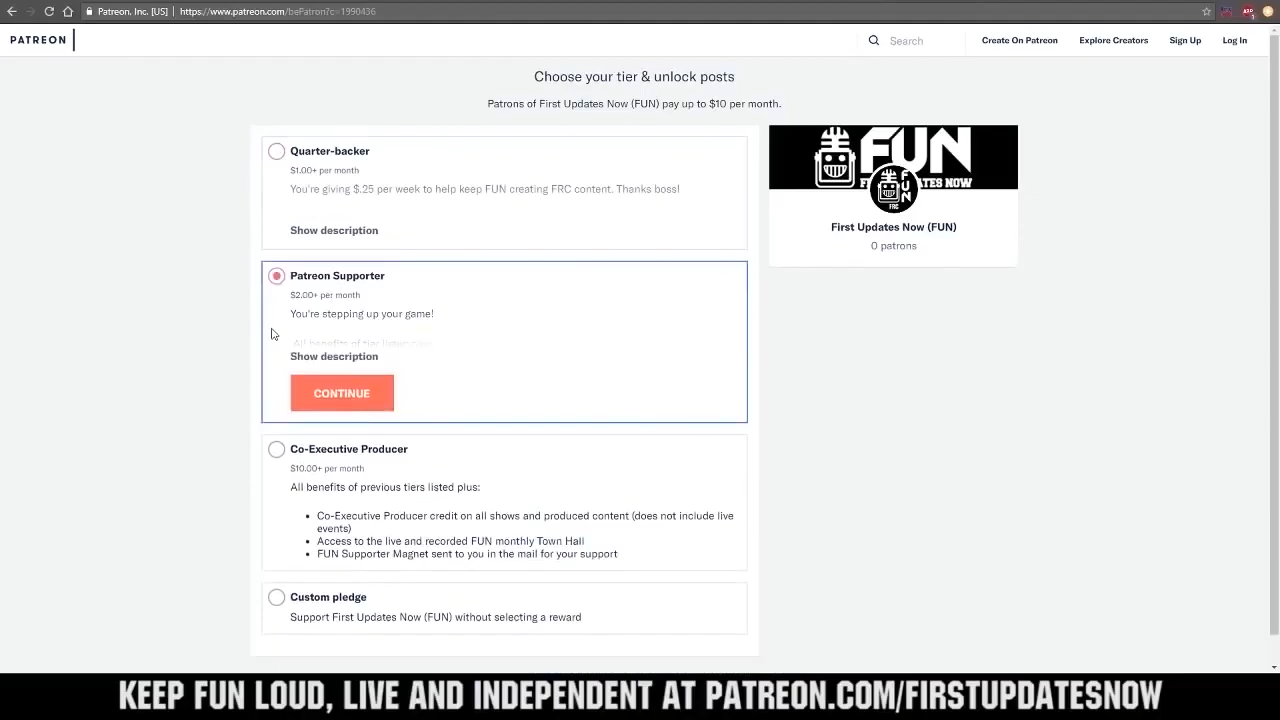 Patreon, Inc. [US] | https://www.patreon.com/bePatron?c=1990436
PATREON
Search
Create On Patreon
Explore Creators
Sign Up
Log In
Choose your tier & unlock posts
Patrons of First Updates Now (FUN) pay up to $10 per month.
Quarter-backer
$1.00+ per month
You're giving $.25 per week to help keep FUN creating FRC content. Thanks boss!
Show description
Patreon Supporter
$2.00+ per month
You're stepping up your game!
All benefits of tier
Show description
CONTINUE
Co-Executive Producer
$10.00+ per month
All benefits of previous tiers listed plus:
• Co-Executive Producer credit on all shows and produced content (does not include live
events)
• Access to the live and recorded FUN monthly Town Hall
• FUN Supporter Magnet sent to you in the mail for your support
Custom pledge
Support First Updates Now (FUN) without selecting a reward
FUN
FUN
FRC
First Updates Now (FUN)
0 patrons
KEEP FUN LOUD, LIVE AND INDEPENDENT AT PATREON.COM/FIRSTUPDATESNOW